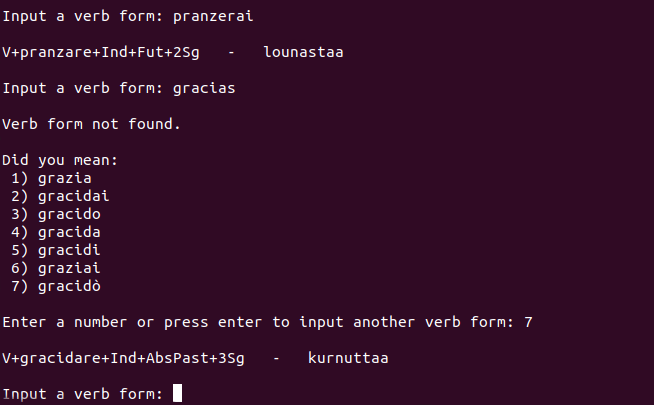 Input a verb form: pranzerai
V+pranzare+Ind+Fut+2Sg   -   lounastaa
Input a verb form: gracias
Verb form not found.
Did you mean:
1) grazia
2) gracidai
3) gracido
4) gracida
5) gracidi
6) graziai
7) gracidò
Enter a number or press enter to input another verb form: 7
V+gracidare+Ind+AbsPast+3Sg   -   kurnuttaa
Input a verb form: